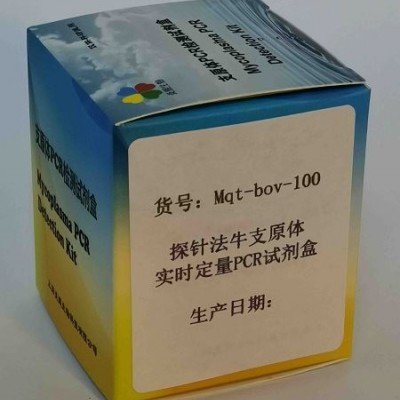 支原体PCR检测试剂盒
Mycoplasma PCR
Detection Kit
支原体PCR检测试剂盒
Mycoplasma PCR
Detection Kit
货号：Mqt-bov-100
探针法牛支原体
实时定量PCR试剂盒
生产日期：